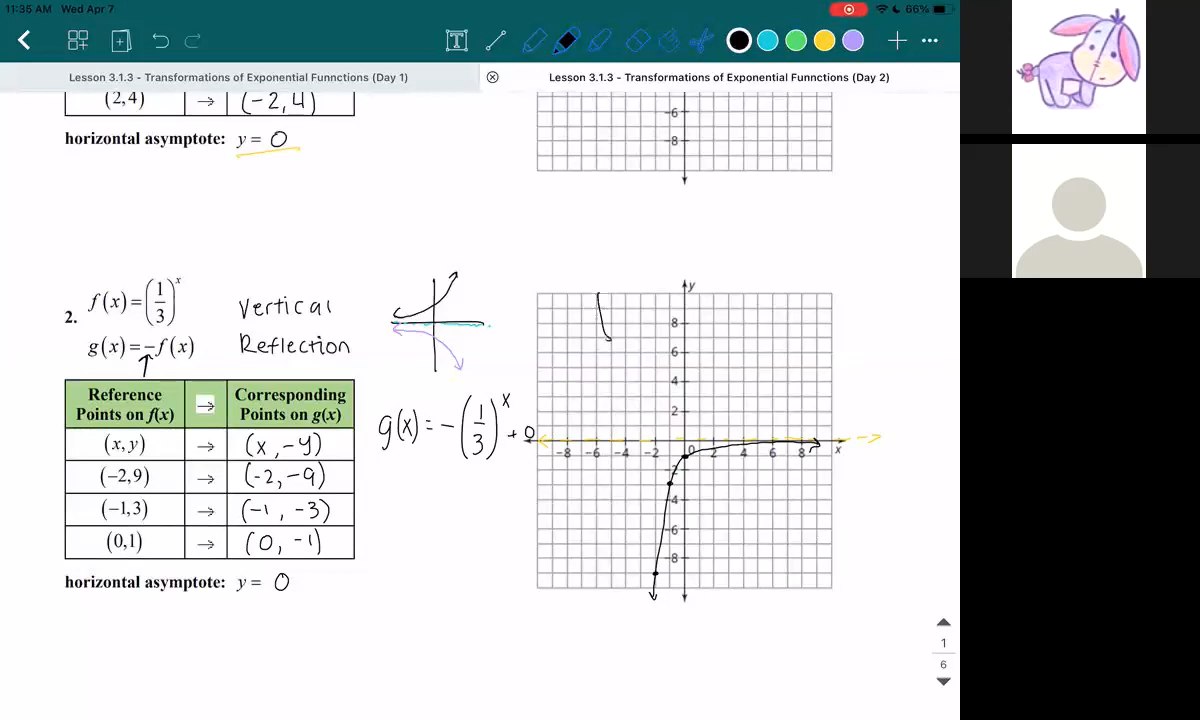 11:35 AM Wed Apr 7
66%
Lesson 3.1.3 - Transformations of Exponential Funnctions (Day 1)
Lesson 3.1.3 - Transformations of Exponential Funnctions (Day 2)
(2,4) → (-2,4)
horizontal asymptote: y = 0
-6
-8
2.
f(x) = (1/3)^x
Vertical
g(x) = -f(x)
Reflection
Reference Points on f(x) → Corresponding Points on g(x)
(x, y) → (x, -y)
(-2,9) → (-2, -9)
(-1,3) → (-1, -3)
(0,1) → (0, -1)
horizontal asymptote: y = 0
g(x) = -(1/3)^x + 0
y
8
6
4
2
-8 -6 -4 -2 0 2 4 6 8 x
-4
-6
-8
1
6